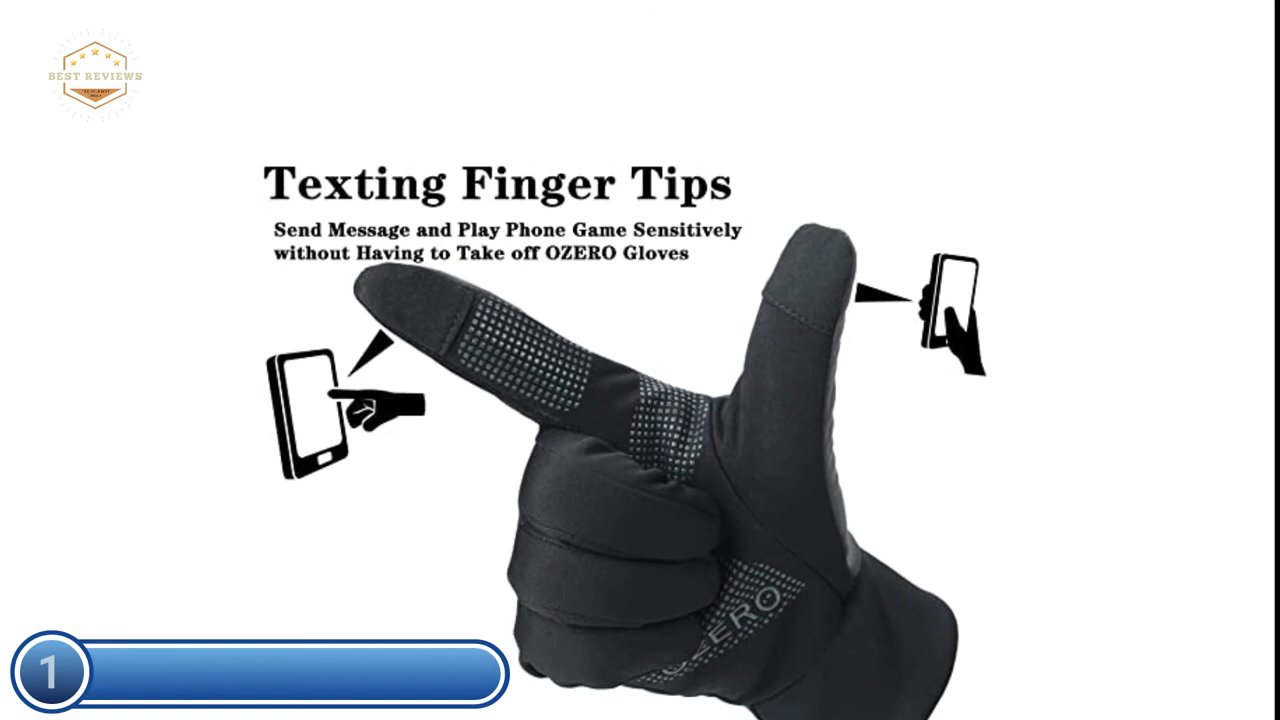 BEST REVIEWS
Texting Finger Tips
Send Message and Play Phone Game Sensitively
without Having to Take off OZERO Gloves
OZERO
1